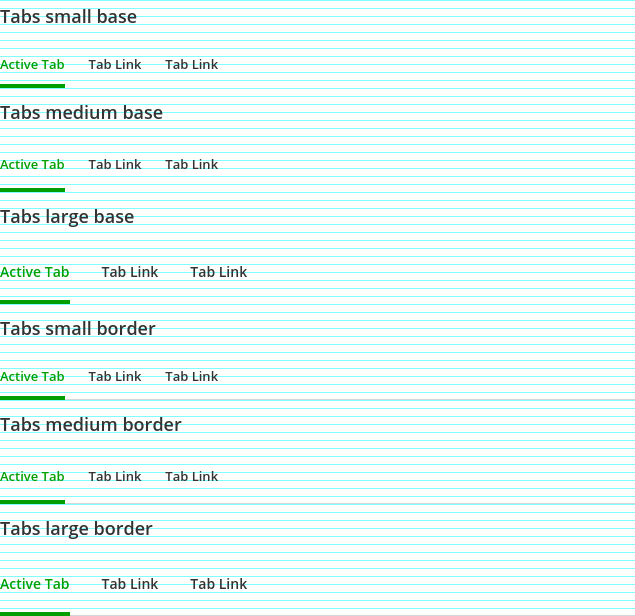 Tabs small base
Active Tab Tab Link Tab Link
Tabs medium base
Active Tab Tab Link Tab Link
Tabs large base
Active Tab Tab Link Tab Link
Tabs small border
Active Tab Tab Link Tab Link
Tabs medium border
Active Tab Tab Link Tab Link
Tabs large border
Active Tab Tab Link Tab Link